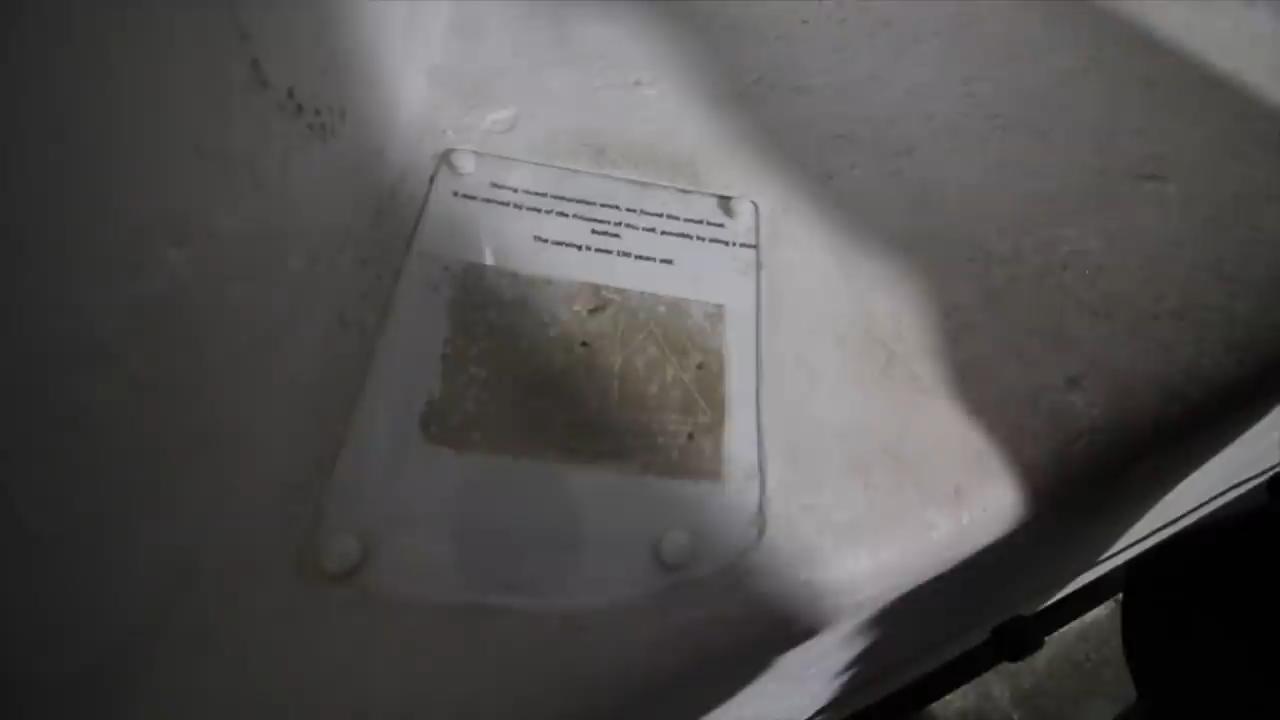 During recent restoration work, we found this small boat.
It was carved by one of the Prisoners of this cell, possibly by using a
button.
The carving is over 150 years old.